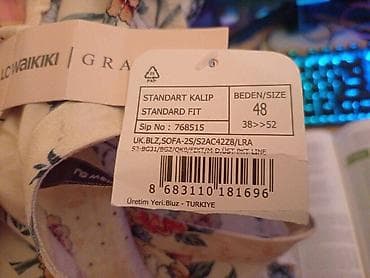 LC WAIKIKI | GRA
PAP
STANDART KALIP
STANDARD FIT
Sip No : 768515
BEDEN/SIZE
48
38>>52
UK.BLZ,SOFA-2S/S2AC42Z8/LRA
8 683110 181696
Üretim Yeri.Bluz - TURKIYE